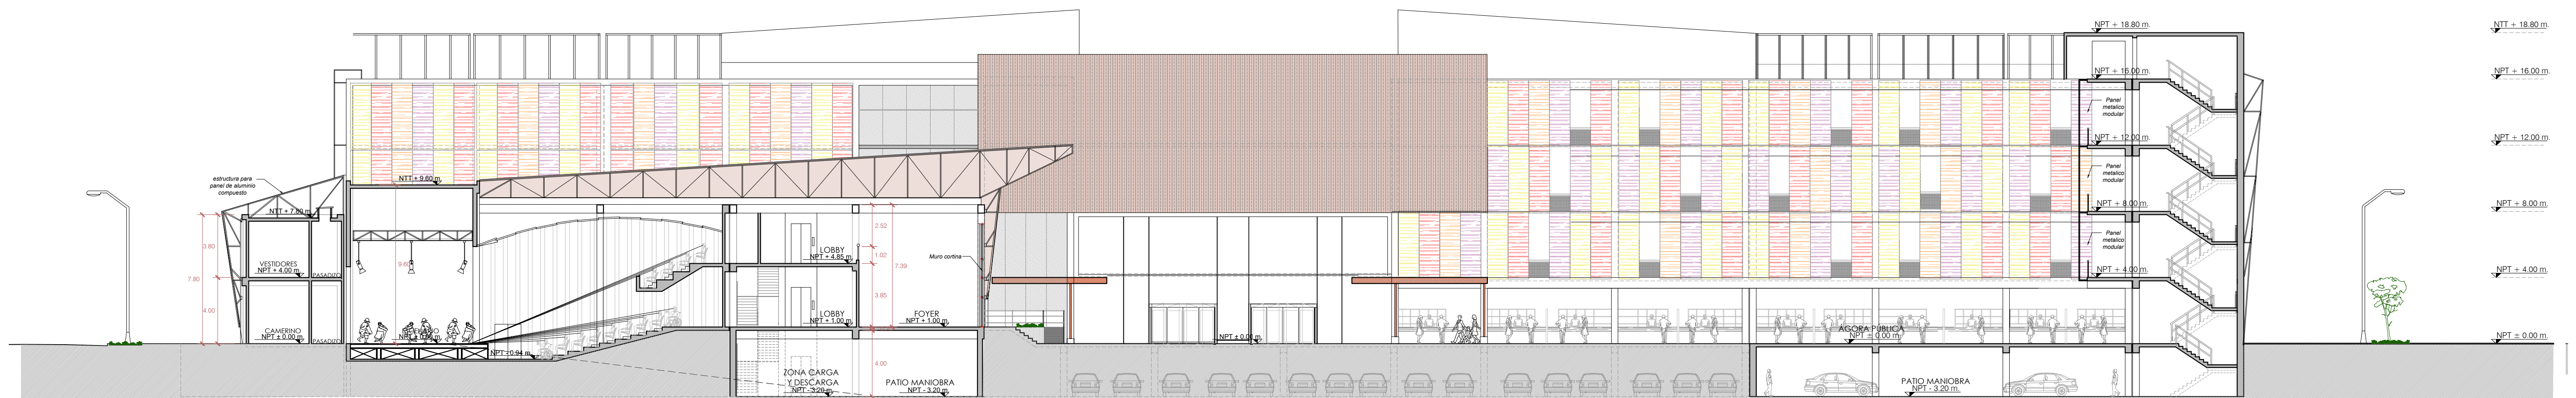 NPT + 18.80 m.
NTT + 18.80 m.
NPT + 16.00 m.
NPT + 16.00 m.
Panel
metalico
modular
NPT + 12.00 m.
NPT + 12.00 m.
Panel
metalico
modular
NPT + 8.00 m.
NPT + 8.00 m.
Panel
metalico
modular
NPT + 4.00 m.
NPT + 4.00 m.
estructura para
panel de aluminio
compuesto
NTT + 9.60 m.
NTT + 7.80 m.
3.80
7.80
4.00
9.60
VESTIDORES
NPT + 4.00 m.
PASADIZO
CAMERINO
NPT ± 0.00 m.
PASADIZO
NPT - 0.94 m.
LOBBY
NPT + 4.85 m.
2.52
1.02
7.39
3.85
4.00
Muro cortina
LOBBY
NPT + 1.00 m.
FOYER
NPT + 1.00 m.
ZONA CARGA
Y DESCARGA
NPT - 3.20 m.
PATIO MANIOBRA
NPT - 3.20 m.
NPT ± 0.00 m.
AGORA PUBLICA
NPT ± 0.00 m.
NPT ± 0.00 m.
PATIO MANIOBRA
NPT - 3.20 m.